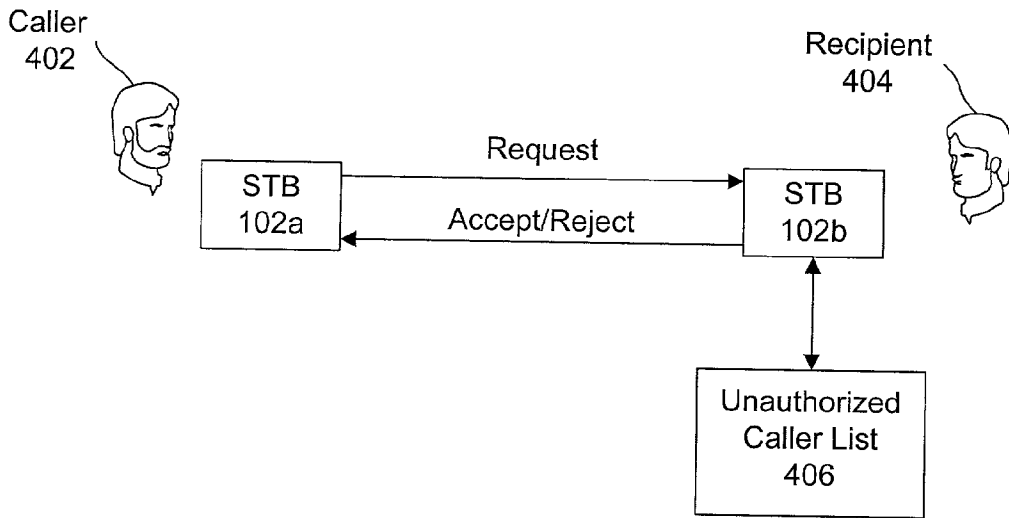 Caller
402
Recipient
404
Request
STB
102a
STB
102b
Accept/Reject
Unauthorized
Caller List
406